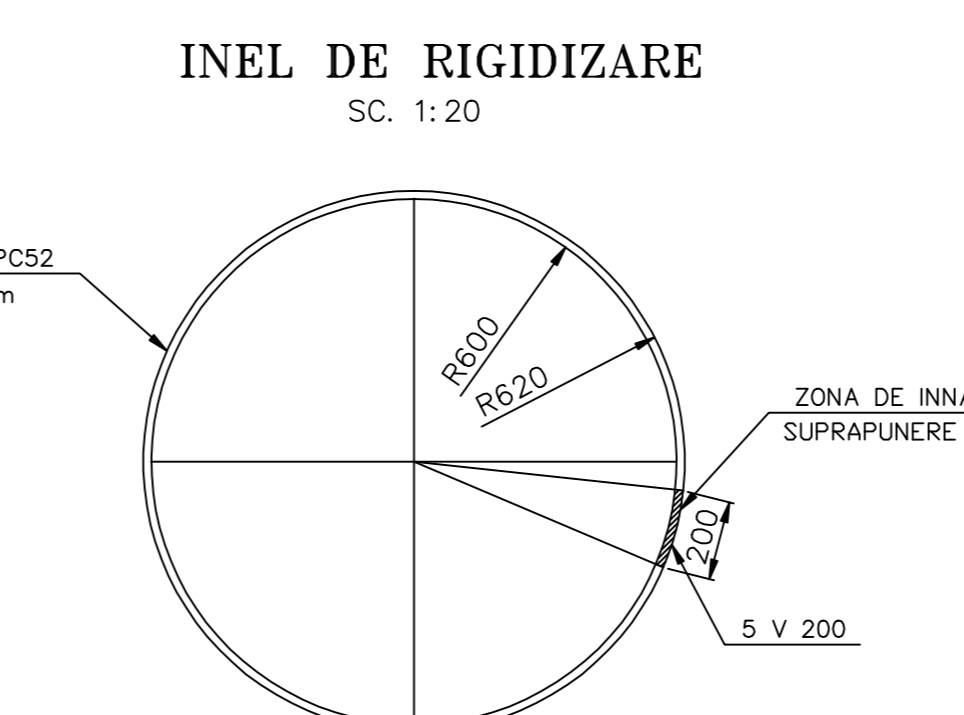 INEL DE RIGIDIZARE
SC. 1:20
PC52
m
R600
R620
ZONA DE INNA
SUPRAPUNERE
200
5 V 200